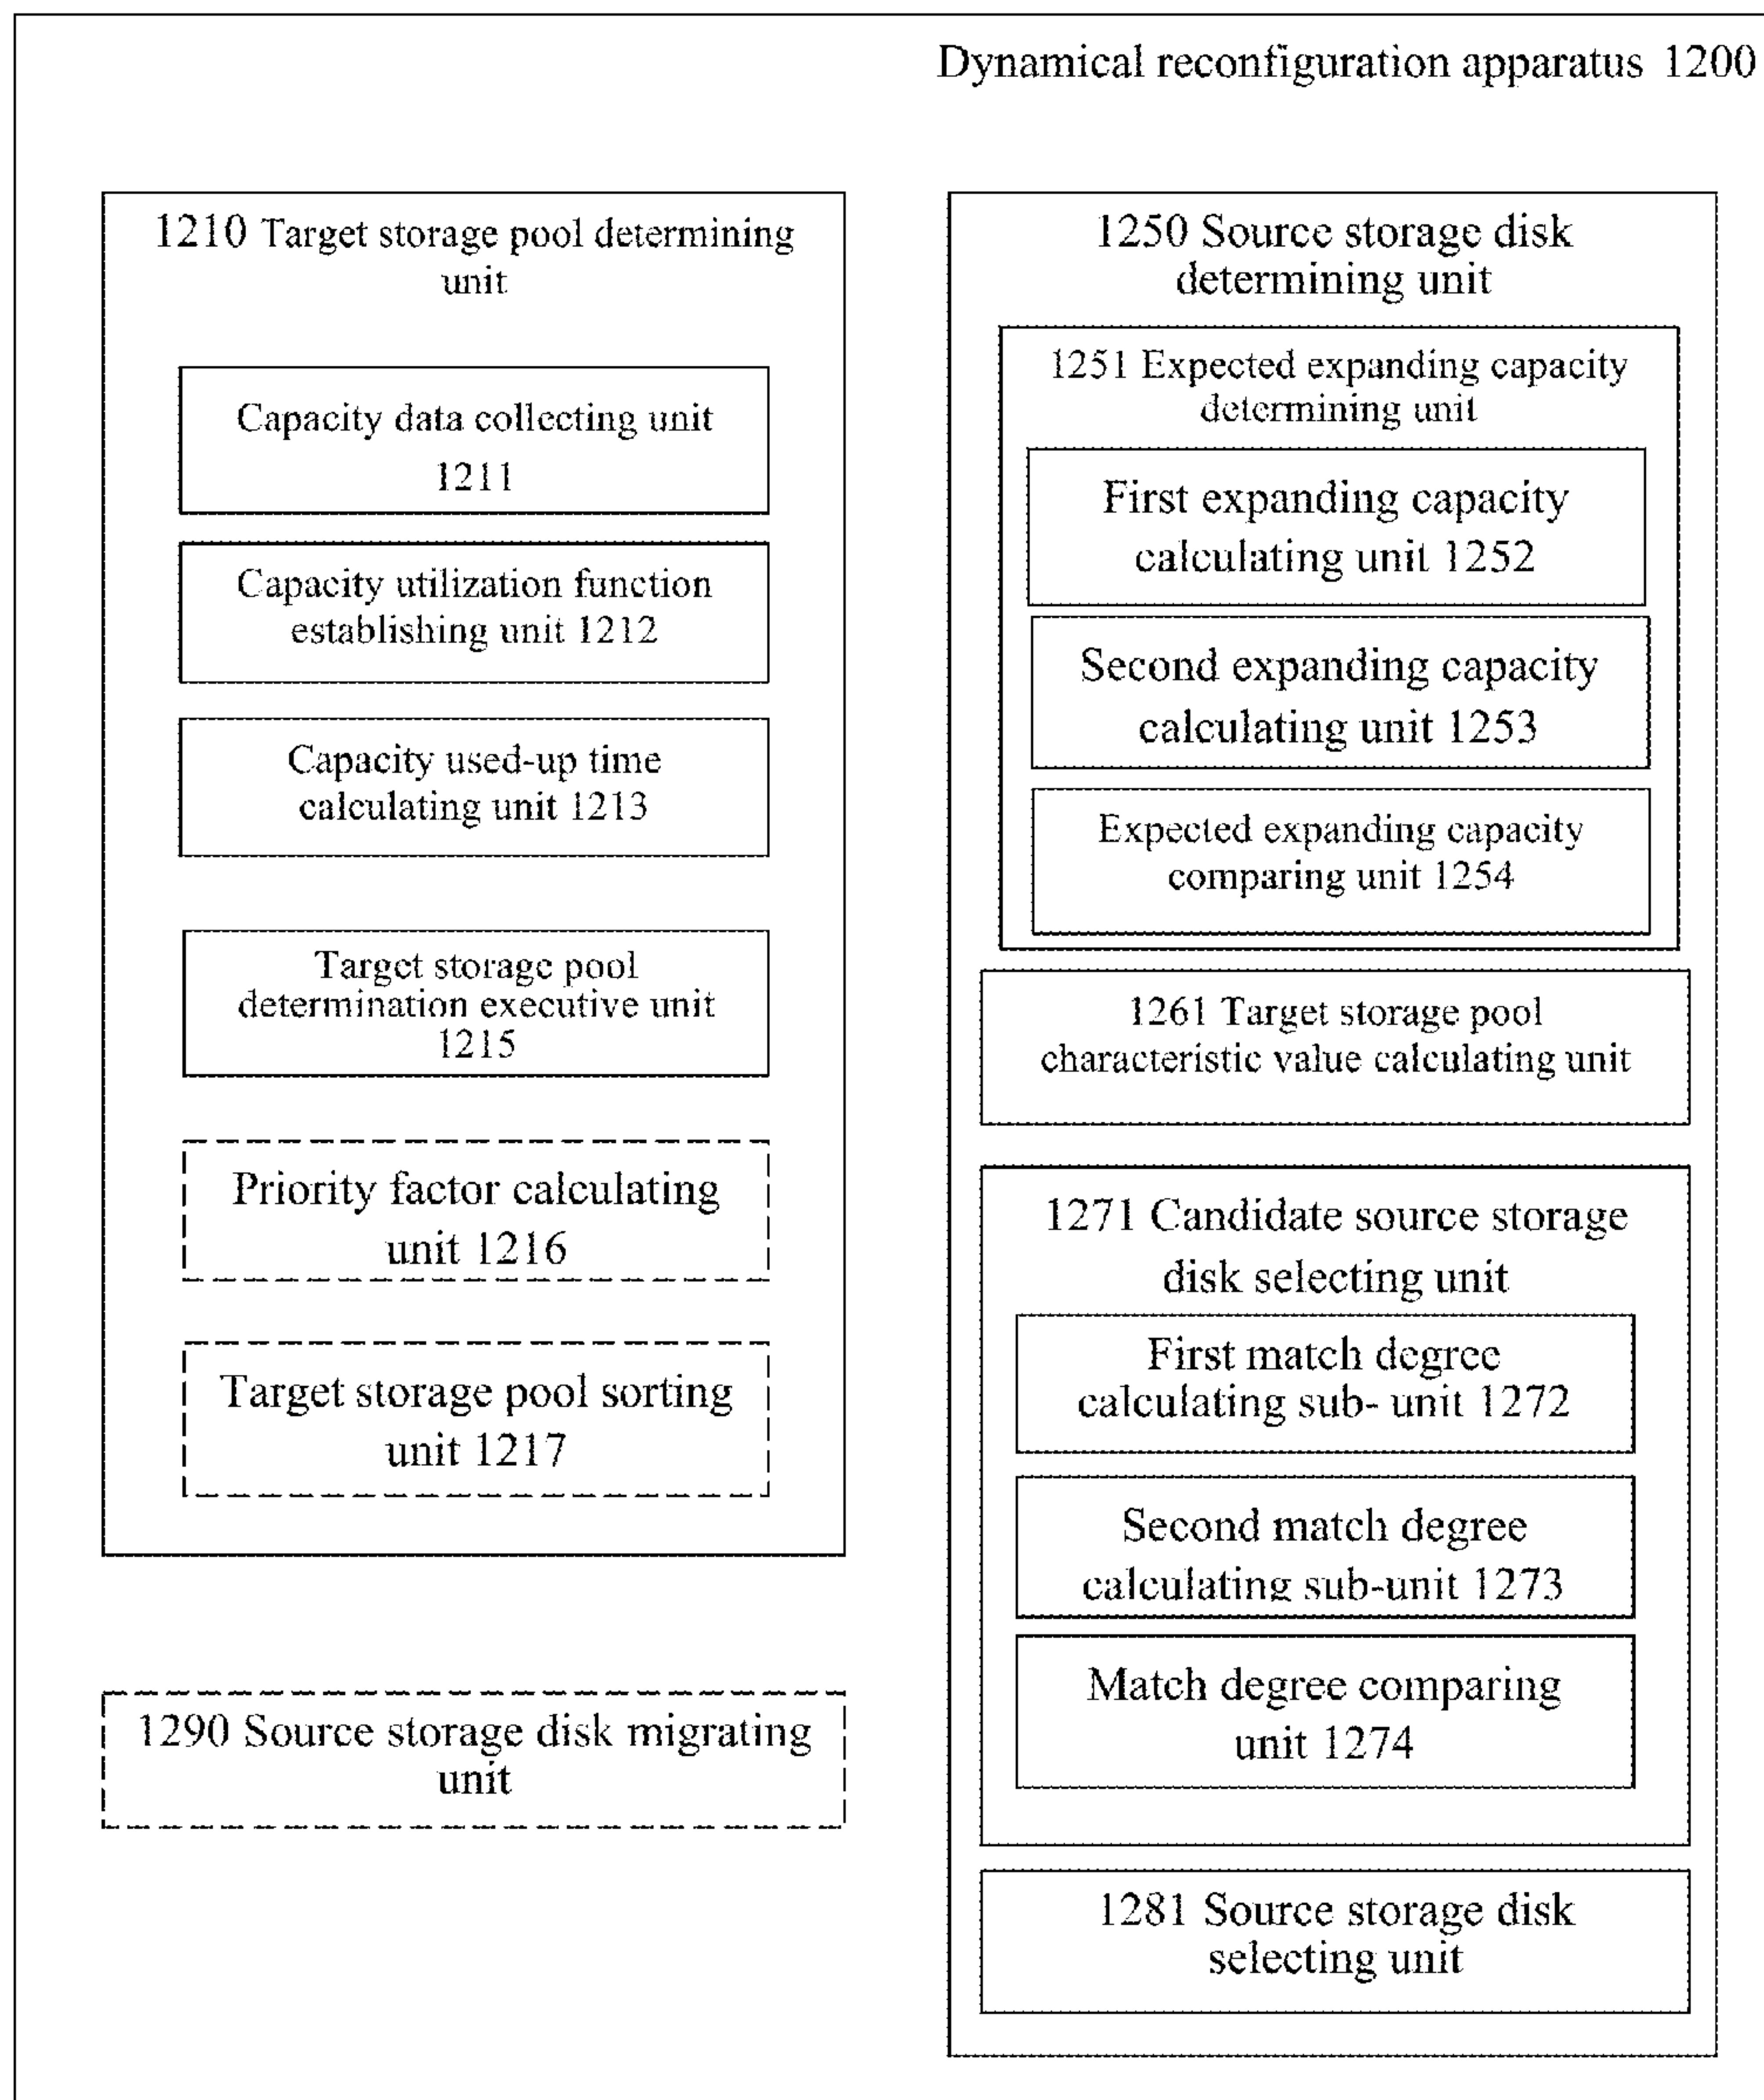 Dynamical reconfiguration apparatus 1200
1210 Target storage pool determining
unit
Capacity data collecting unit
1211
Capacity utilization function
establishing unit 1212
Capacity used-up time
calculating unit 1213
Target storage pool
determination executive unit
1215
Priority factor calculating
unit 1216
Target storage pool sorting
unit 1217
1290 Source storage disk migrating
unit
1250 Source storage disk
determining unit
1251 Expected expanding capacity
determining unit
First expanding capacity
calculating unit 1252
Second expanding capacity
calculating unit 1253
Expected expanding capacity
comparing unit 1254
1261 Target storage pool
characteristic value calculating unit
1271 Candidate source storage
disk selecting unit
First match degree
calculating sub- unit 1272
Second match degree
calculating sub-unit 1273
Match degree comparing
unit 1274
1281 Source storage disk
selecting unit